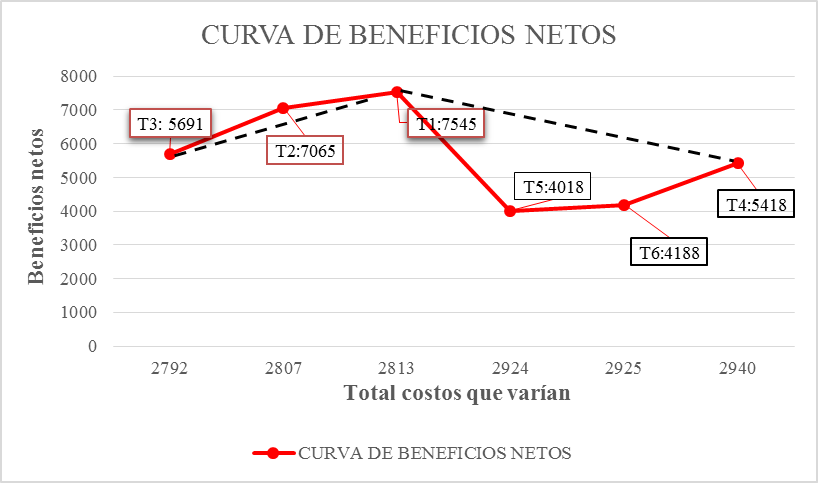 CURVA DE BENEFICIOS NETOS
Beneficios netos
8000
7000
6000
5000
4000
3000
2000
1000
0
T3: 5691
T2:7065
T1:7545
T5:4018
T6:4188
T4:5418
2792 2807 2813 2924 2925 2940
Total costos que varían
CURVA DE BENEFICIOS NETOS